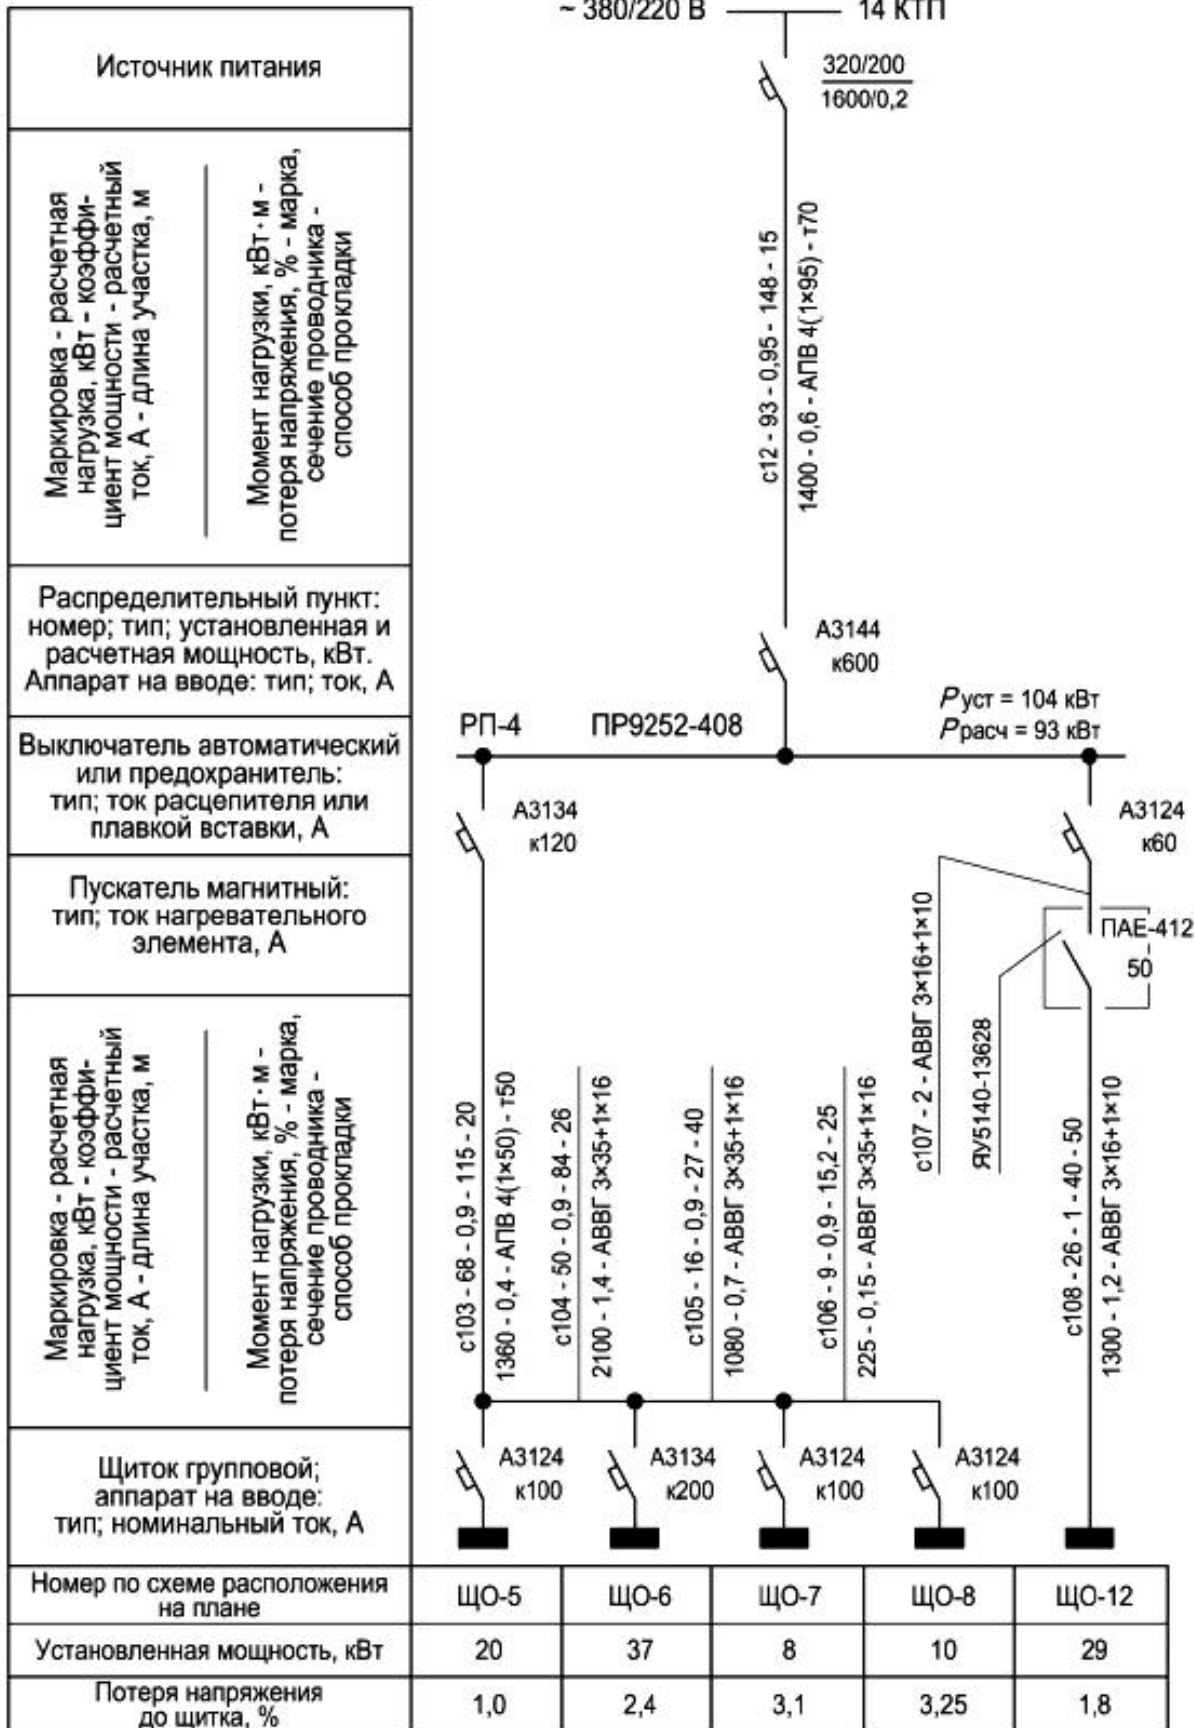 ~ 380/220 В
14 КТП
Источник питания
320/200
1600/0,2
Маркировка - расчетная
нагрузка, кВт - коэффи-
циент мощности - расчетный
ток, А - длина участка, м
Момент нагрузки, кВт · м -
потеря напряжения, % - марка,
сечение проводника -
способ прокладки
с12 - 93 - 0,95 - 148 - 15
1400 - 0,6 - АПВ 4(1×95) - т70
Распределительный пункт:
номер; тип; установленная и
расчетная мощность, кВт.
Аппарат на вводе: тип; ток, А
А3144
к600
РП-4
ПР9252-408
Pуст = 104 кВт
Pрасч = 93 кВт
Выключатель автоматический
или предохранитель:
тип; ток расцепителя или
плавкой вставки, А
А3134
к120
А3124
к60
Пускатель магнитный:
тип; ток нагревательного
элемента, А
ПАЕ-412
50
с107 - 2 - АВВГ 3×16+1×10
ЯУ5140-13628
Маркировка - расчетная
нагрузка, кВт - коэффи-
циент мощности - расчетный
ток, А - длина участка, м
Момент нагрузки, кВт · м -
потеря напряжения, % - марка,
сечение проводника -
способ прокладки
с103 - 68 - 0,9 - 115 - 20
1360 - 0,4 - АПВ 4(1×50) - т50
с104 - 50 - 0,9 - 84 - 26
2100 - 1,4 - АВВГ 3×35+1×16
с105 - 16 - 0,9 - 27 - 40
1080 - 0,7 - АВВГ 3×35+1×16
с106 - 9 - 0,9 - 15,2 - 25
225 - 0,15 - АВВГ 3×35+1×16
с108 - 26 - 1 - 40 - 50
1300 - 1,2 - АВВГ 3×16+1×10
Щиток групповой;
аппарат на вводе:
тип; номинальный ток, А
А3124
к100
А3134
к200
А3124
к100
А3124
к100
Номер по схеме расположения
на плане
ЩО-5
ЩО-6
ЩО-7
ЩО-8
ЩО-12
Установленная мощность, кВт
20
37
8
10
29
Потеря напряжения
до щитка, %
1,0
2,4
3,1
3,25
1,8